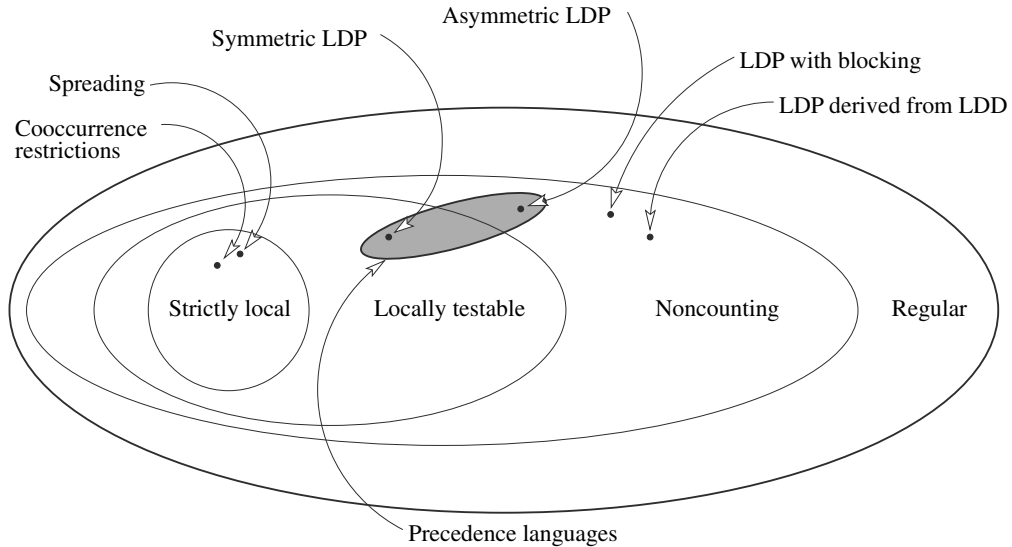 Asymmetric LDP
Symmetric LDP
LDP with blocking
Spreading
LDP derived from LDD
Cooccurrence
restrictions
Strictly local
Locally testable
Noncounting
Regular
Precedence languages